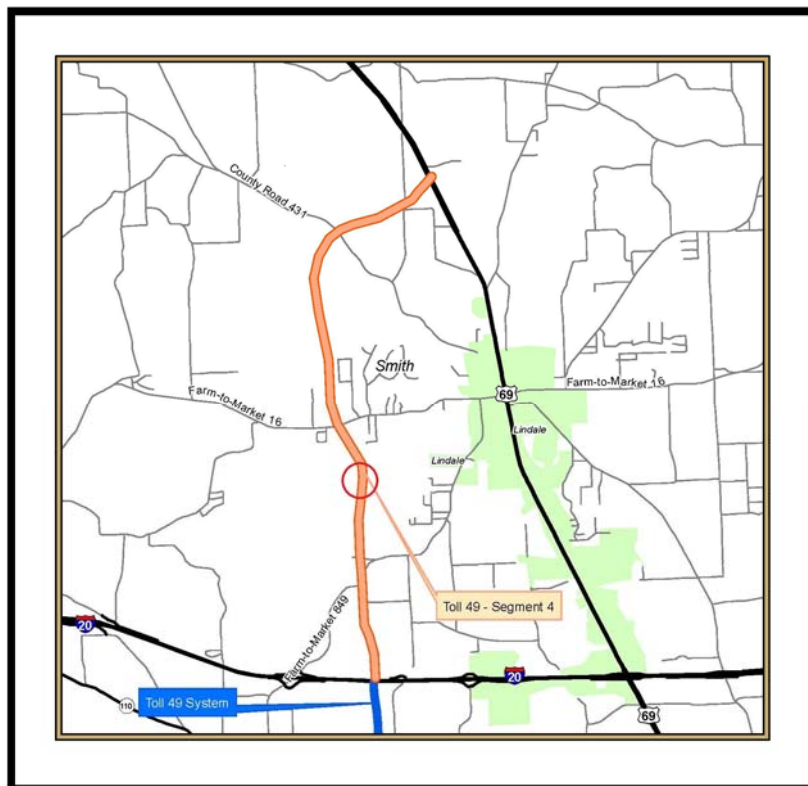 County Road 431
Smith
Farm-to-Market 16
69
Farm-to-Market 16
Lindale
Lindale
Toll 49 - Segment 4
20
Farm-to-Market 849
20
110
Toll 49 System
69